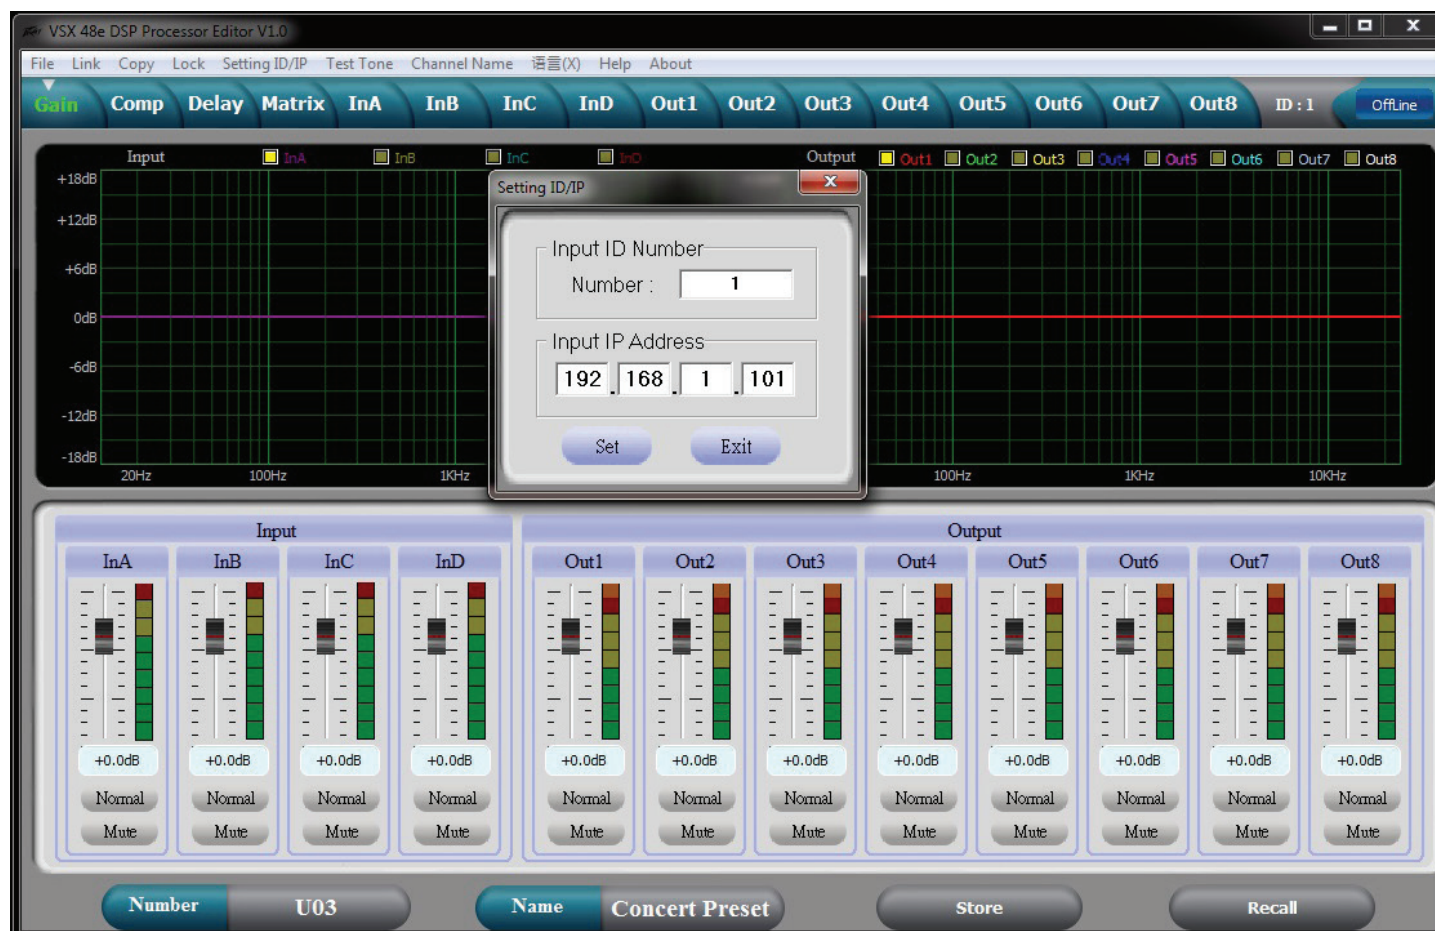 VSX 48e DSP Processor Editor V1.0
File Link Copy Lock Setting ID/IP Test Tone Channel Name 语言(X) Help About
Gain Comp Delay Matrix InA InB InC InD Out1 Out2 Out3 Out4 Out5 Out6 Out7 Out8 ID : 1 OffLine
Input InA InB InC InD Output Out1 Out2 Out3 Out4 Out5 Out6 Out7 Out8
+18dB
+12dB
+6dB
0dB
-6dB
-12dB
-18dB
20Hz 100Hz 1KHz 100Hz 1KHz 10KHz
Setting ID/IP X
Input ID Number
Number : 1
Input IP Address
192 . 168 . 1 . 101
Set Exit
Input Output
InA InB InC InD Out1 Out2 Out3 Out4 Out5 Out6 Out7 Out8
+0.0dB +0.0dB +0.0dB +0.0dB +0.0dB +0.0dB +0.0dB +0.0dB +0.0dB +0.0dB +0.0dB +0.0dB
Normal Normal Normal Normal Normal Normal Normal Normal Normal Normal Normal Normal
Mute Mute Mute Mute Mute Mute Mute Mute Mute Mute Mute Mute
Number U03 Name Concert Preset Store Recall